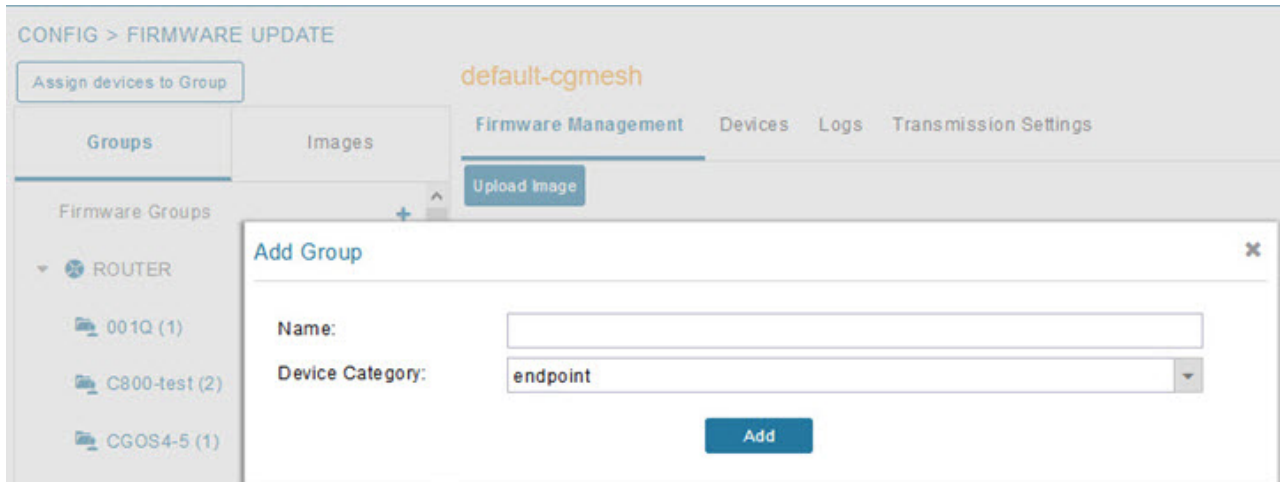 CONFIG > FIRMWARE UPDATE
Assign devices to Group
default-cgmesh
Groups
Images
Firmware Management
Devices
Logs
Transmission Settings
Upload Image
Firmware Groups
+
ROUTER
001Q (1)
C800-test (2)
CGOS4-5 (1)
Add Group
Name:
Device Category:
endpoint
Add